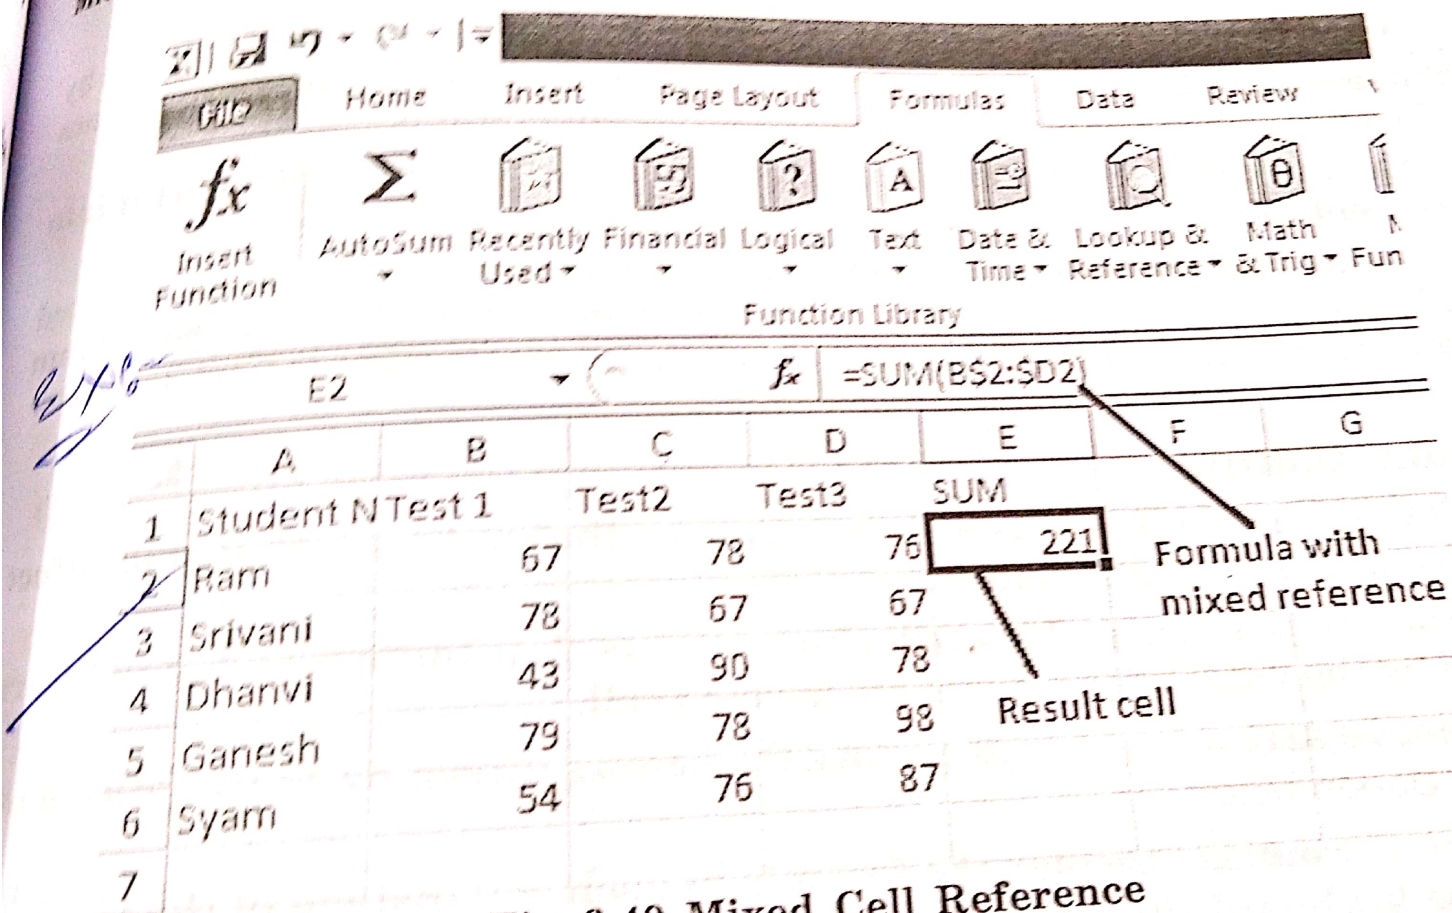 File Home Insert Page Layout Formulas Data Review
fx Σ ? A θ
Insert Function AutoSum Recently Used Financial Logical Text Date & Time Lookup & Reference Math & Trig Fun
Function Library
E2 fx =SUM(B$2:$D2)
A B C D E F G
1 Student N Test 1 Test2 Test3 SUM
2 Ram 67 78 76 221
3 Srivani 78 67 67
4 Dhanvi 43 90 78
5 Ganesh 79 78 98
6 Syam 54 76 87
7
Formula with
mixed reference
Result cell
Mixed Cell Reference